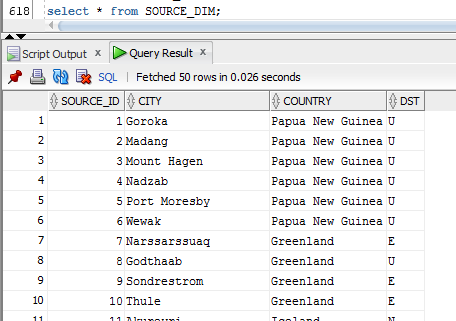 618 select * from SOURCE_DIM;
Script Output x Query Result x
SQL | Fetched 50 rows in 0.026 seconds
SOURCE_ID CITY COUNTRY DST
1 1 Goroka Papua New Guinea U
2 2 Madang Papua New Guinea U
3 3 Mount Hagen Papua New Guinea U
4 4 Nadzab Papua New Guinea U
5 5 Port Moresby Papua New Guinea U
6 6 Wewak Papua New Guinea U
7 7 Narssarssuaq Greenland E
8 8 Godthaab Greenland U
9 9 Sondrestrom Greenland E
10 10 Thule Greenland E
11 11 Akureyri Iceland N